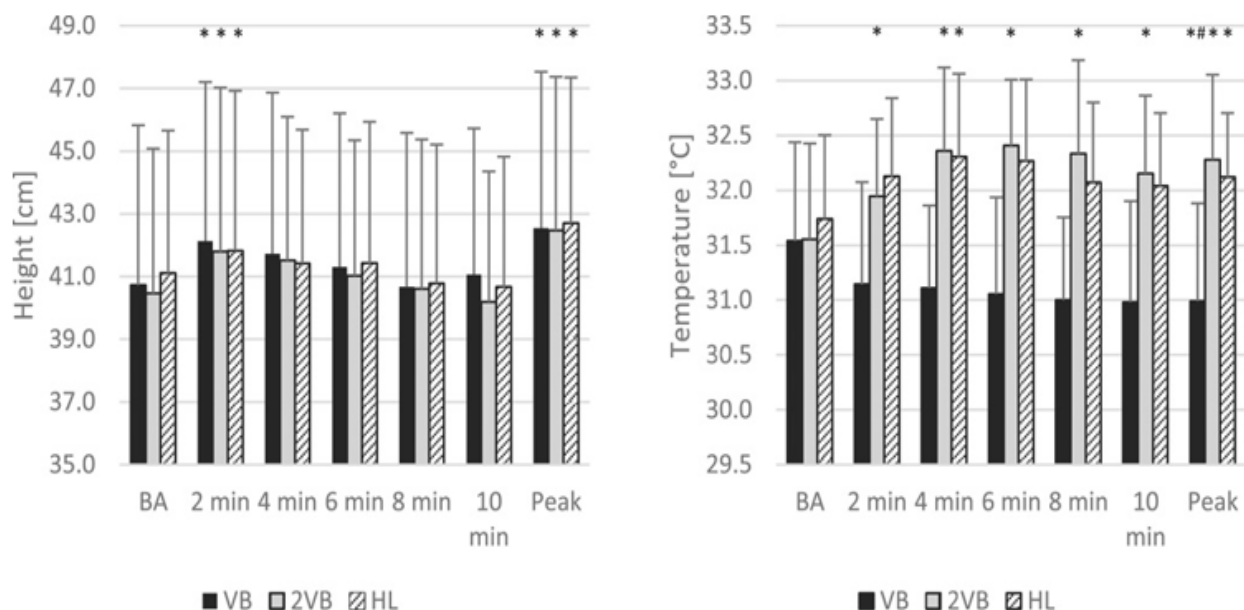 Height [cm]
49.0
47.0
45.0
43.0
41.0
39.0
37.0
35.0
* * *
* * *
BA 2 min 4 min 6 min 8 min 10 min Peak
VB 2VB HL
Temperature [°C]
33.5
33.0
32.5
32.0
31.5
31.0
30.5
30.0
29.5
*
* *
*
*
*
*#* *
BA 2 min 4 min 6 min 8 min 10 min Peak
VB 2VB HL